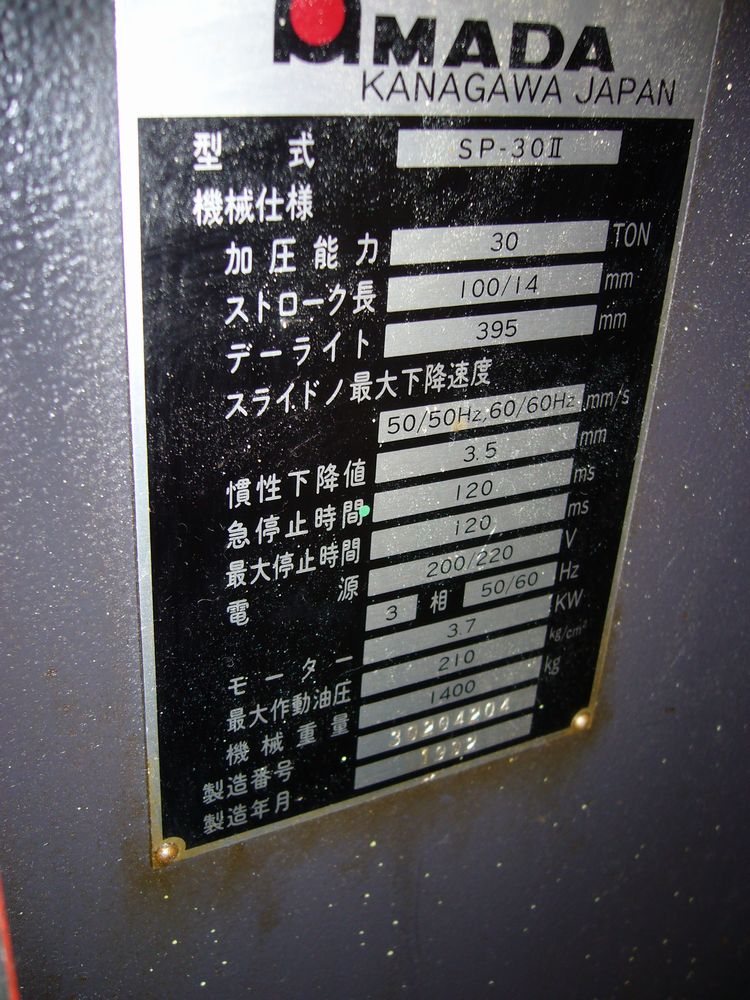 AMADA
KANAGAWA JAPAN
型式 SP-30Ⅱ
機械仕様
加圧能力 30 TON
ストローク長 100/14 mm
デーライト 395 mm
スライドノ最大下降速度
50/50Hz,60/60Hz mm/s
慣性下降値 3.5 mm
急停止時間 120 ms
最大停止時間 120 ms
電源 200/220 V
3 相 50/60 Hz
モーター 3.7 KW
最大作動油圧 210 kg/cm²
機械重量 1400 kg
製造番号 30204204
製造年月 1992